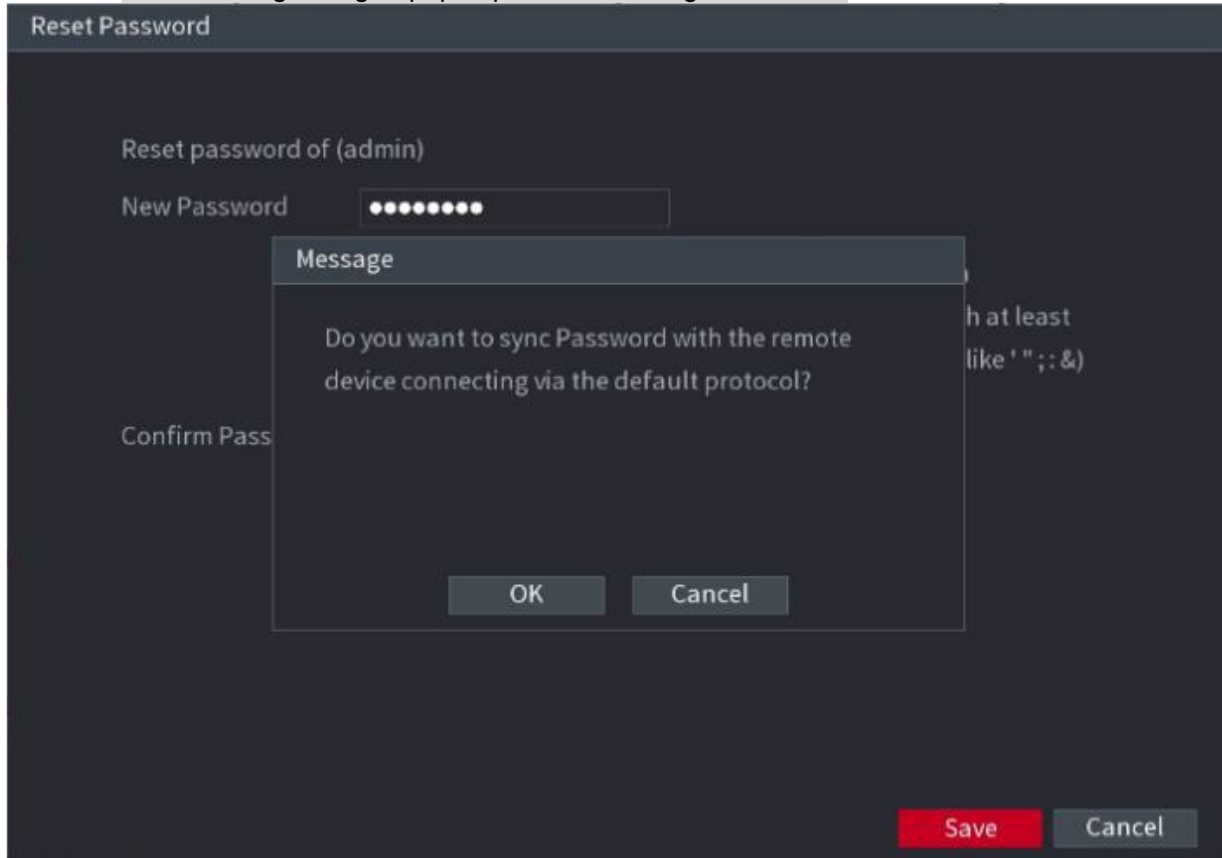 Reset Password
Reset password of (admin)
New Password ••••••••
Message
h at least
Do you want to sync Password with the remote
like ' " ; : &)
device connecting via the default protocol?
Confirm Pass
OK Cancel
Save Cancel